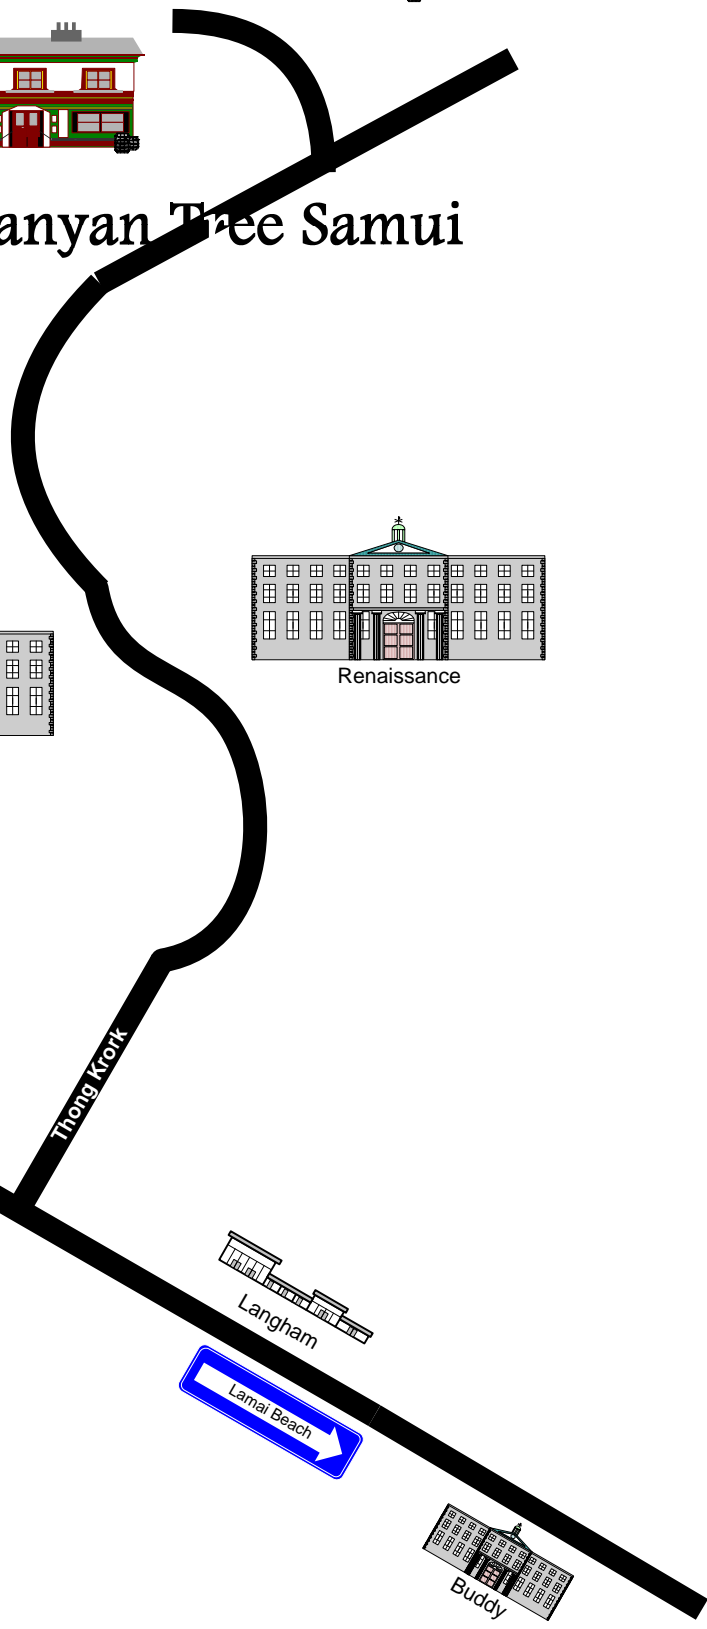 anyan Tree Samui
Renaissance
Thong Krork
Langham
Lamai Beach
Buddy